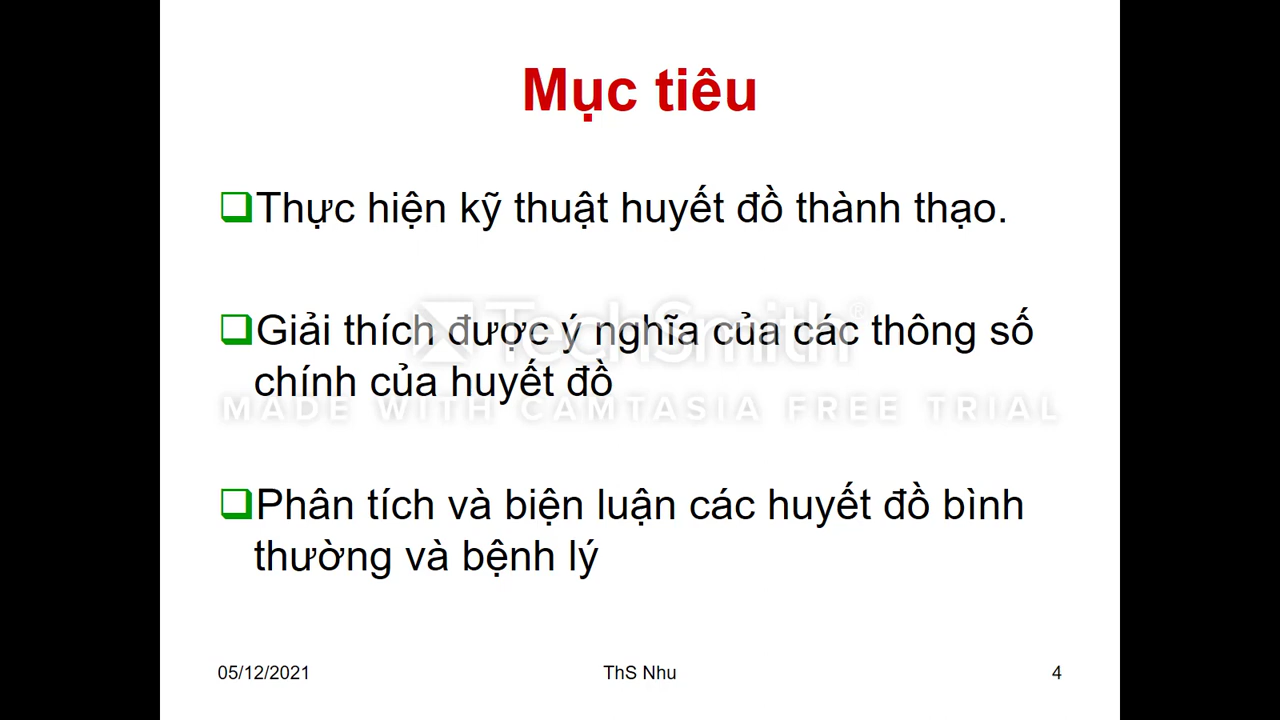 Mục tiêu
Thực hiện kỹ thuật huyết đồ thành thạo.
Giải thích được ý nghĩa của các thông số
chính của huyết đồ
TechSmith®
MADE WITH CAMTASIA FREE TRIAL
Phân tích và biện luận các huyết đồ bình
thường và bệnh lý
05/12/2021
ThS Nhu
4